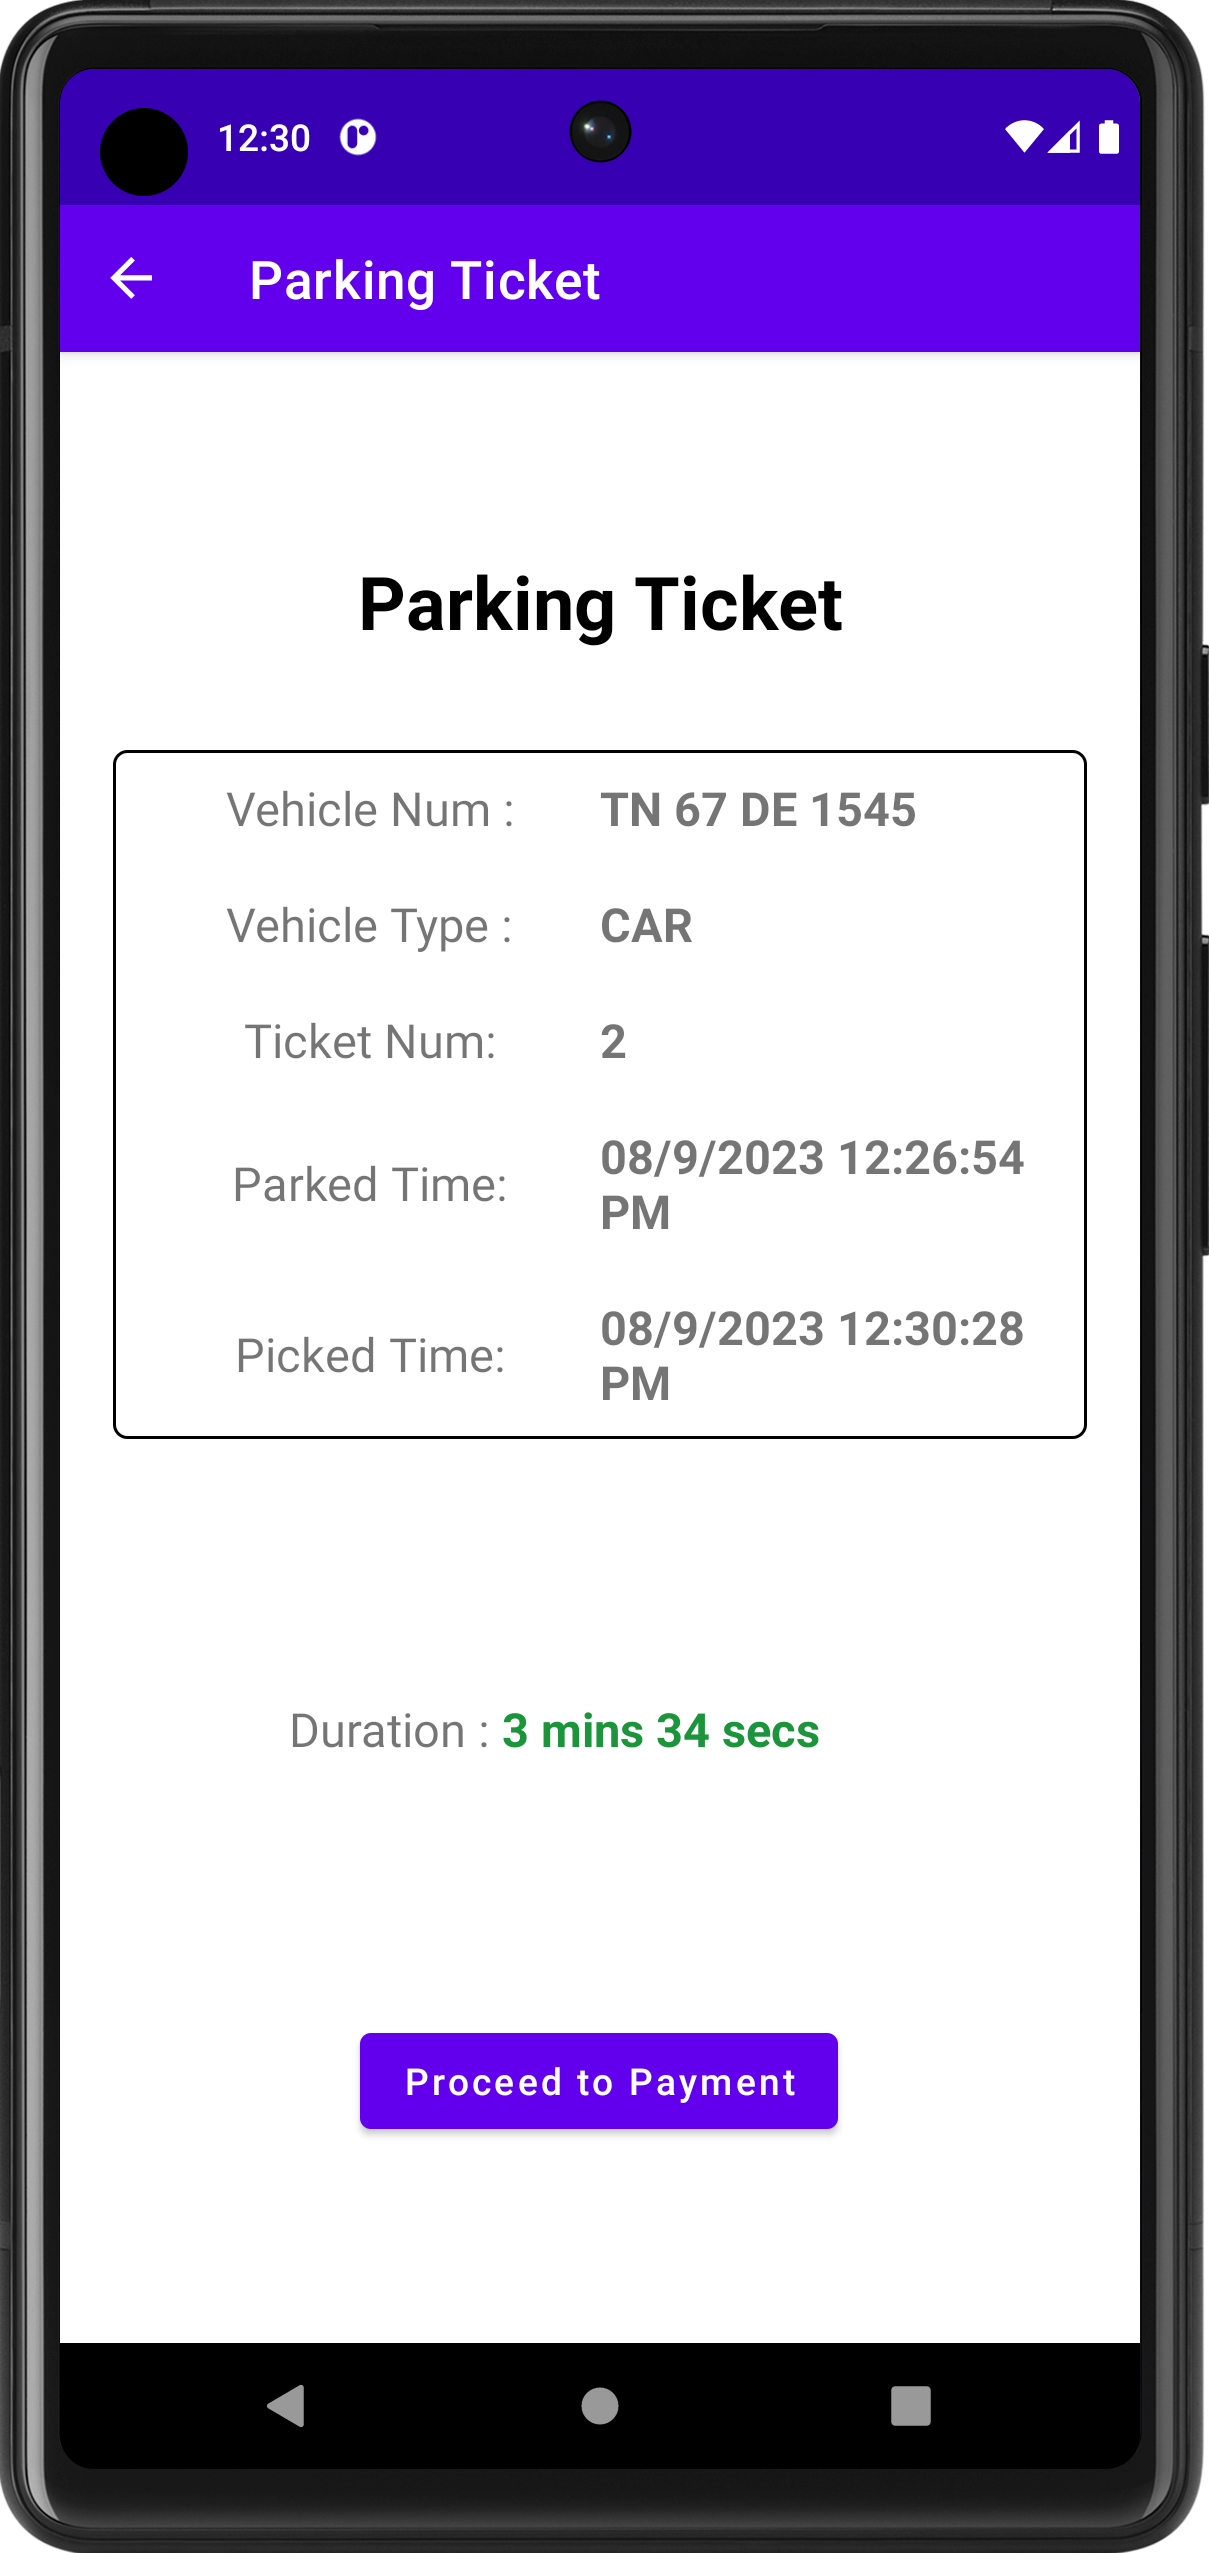 12:30
Parking Ticket
Parking Ticket
Vehicle Num : TN 67 DE 1545
Vehicle Type : CAR
Ticket Num: 2
Parked Time: 08/9/2023 12:26:54
PM
Picked Time: 08/9/2023 12:30:28
PM
Duration : 3 mins 34 secs
Proceed to Payment